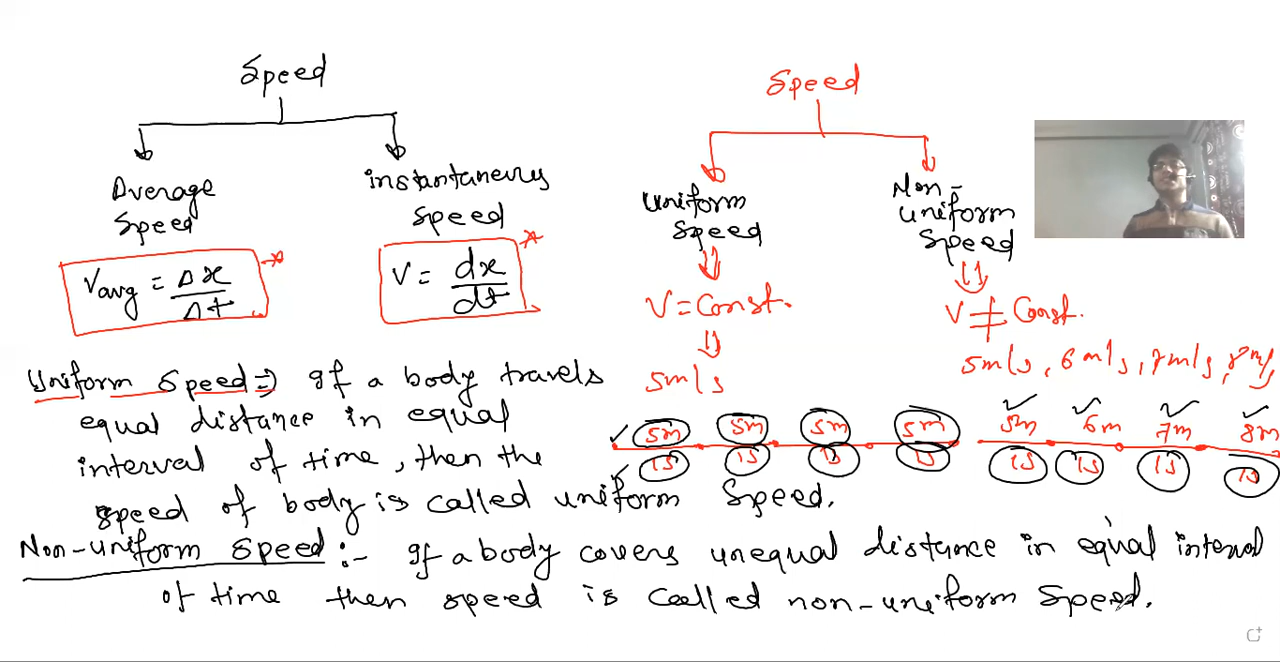 Speed
Average
Speed
instantaneous
speed
Vavg = Δx/Δt
V = dx/dt
Speed
Uniform
Speed
Non-
uniform
Speed
V = Const.
V ≠ Const.
5m/s
5m/s, 6m/s, 7m/s, 8m/s
5m 5m 5m 5m
1s 1s 1s 1s
5m 6m 7m 8m
1s 1s 1s 1s
Uniform Speed => If a body travels
equal distance in equal
interval of time, then the
speed of body is called uniform Speed.
Non-uniform Speed :- If a body covers unequal distance in equal interval
of time then speed is called non-uniform Speed.